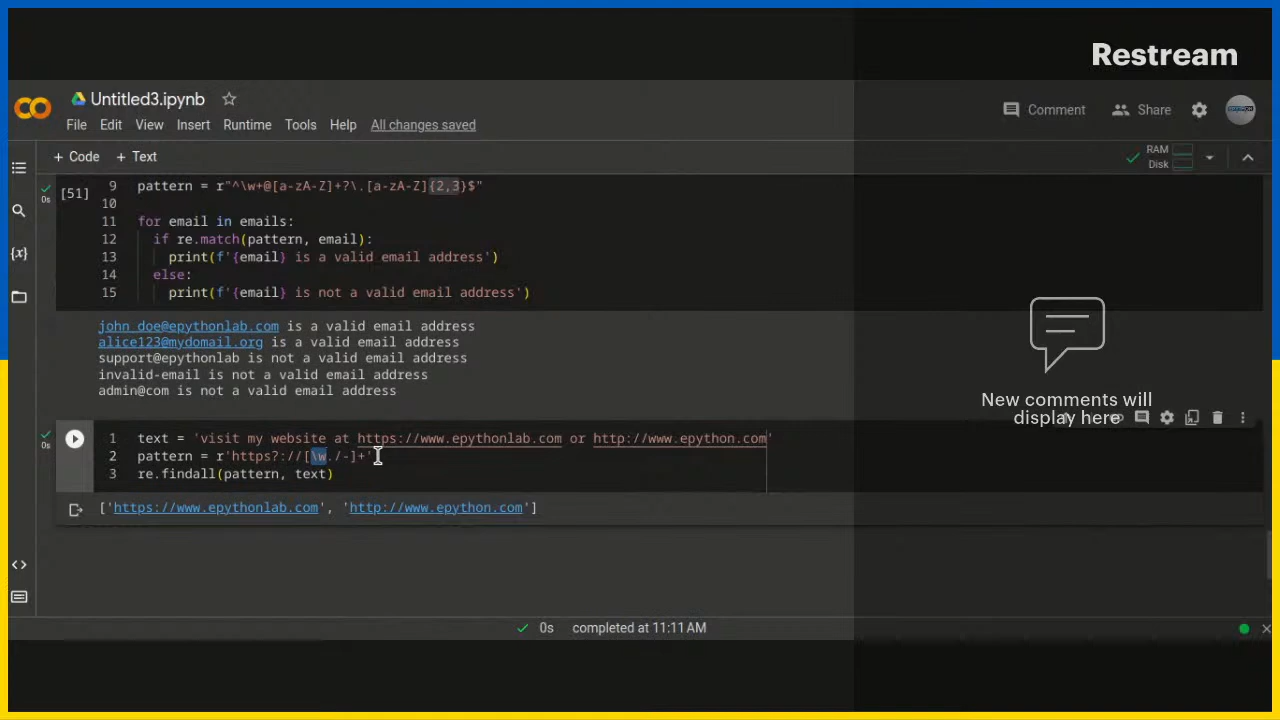 Restream
Untitled3.ipynb
Comment
Share
File Edit View Insert Runtime Tools Help All changes saved
+ Code + Text
RAM
Disk
[51]
0s
9 pattern = r"^\w+@[a-zA-Z]+?\.[a-zA-Z]{2,3}$"
10
11 for email in emails:
12 if re.match(pattern, email):
13 print(f'{email} is a valid email address')
14 else:
15 print(f'{email} is not a valid email address')
john_doe@epythonlab.com is a valid email address
alice123@mydomail.org is a valid email address
support@epythonlab is not a valid email address
invalid-email is not a valid email address
admin@com is not a valid email address
New comments will
display here
0s
1 text = 'visit my website at https://www.epythonlab.com or http://www.epython.com'
2 pattern = r'https?://[\w./-]+'
3 re.findall(pattern, text)
['https://www.epythonlab.com', 'http://www.epython.com']
0s completed at 11:11 AM